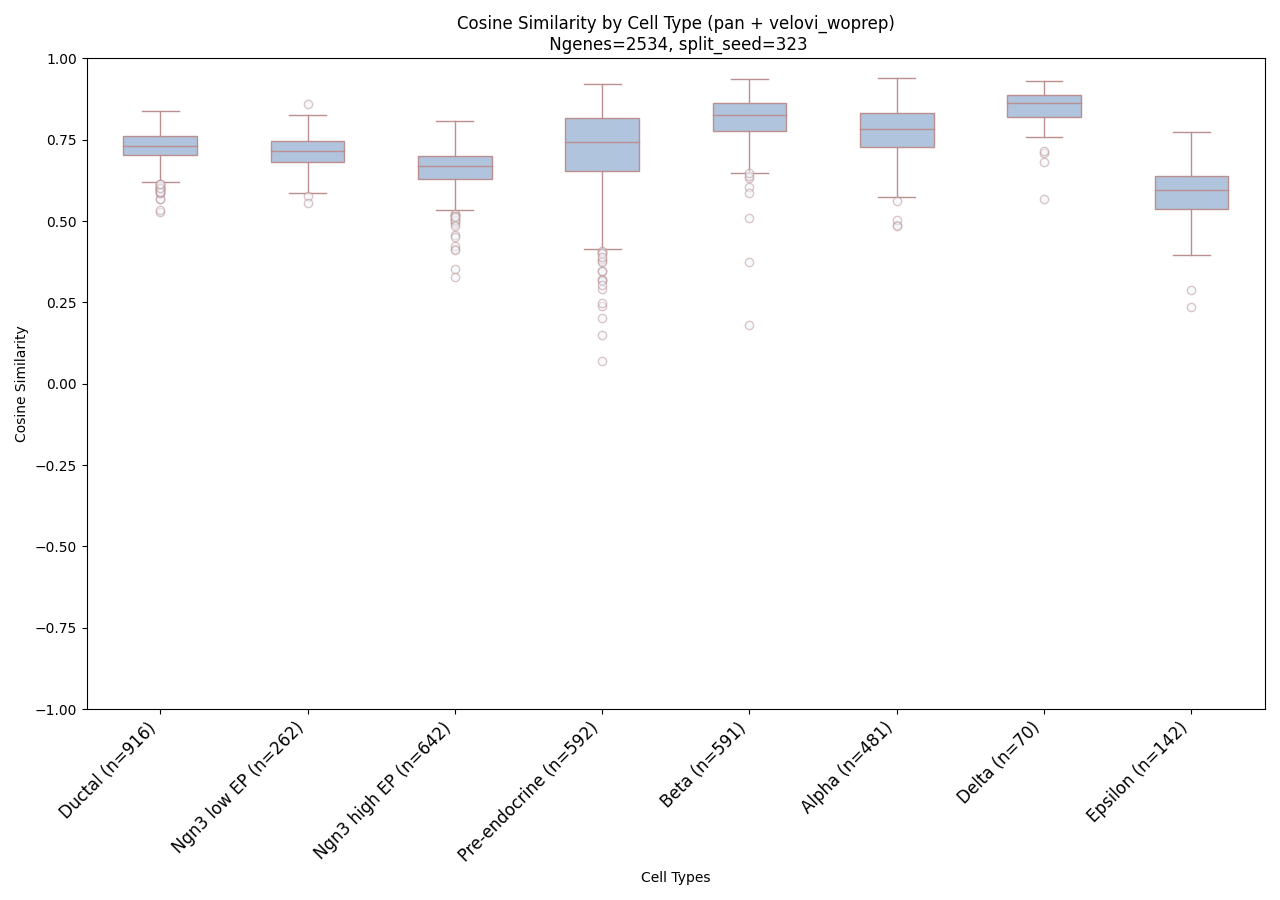 Cosine Similarity by Cell Type (pan + velovi_woprep)
Ngenes=2534, split_seed=323
1.00
0.75
0.50
0.25
0.00
−0.25
−0.50
−0.75
−1.00
Cosine Similarity
Ductal (n=916)
Ngn3 low EP (n=262)
Ngn3 high EP (n=642)
Pre-endocrine (n=592)
Beta (n=591)
Alpha (n=481)
Delta (n=70)
Epsilon (n=142)
Cell Types